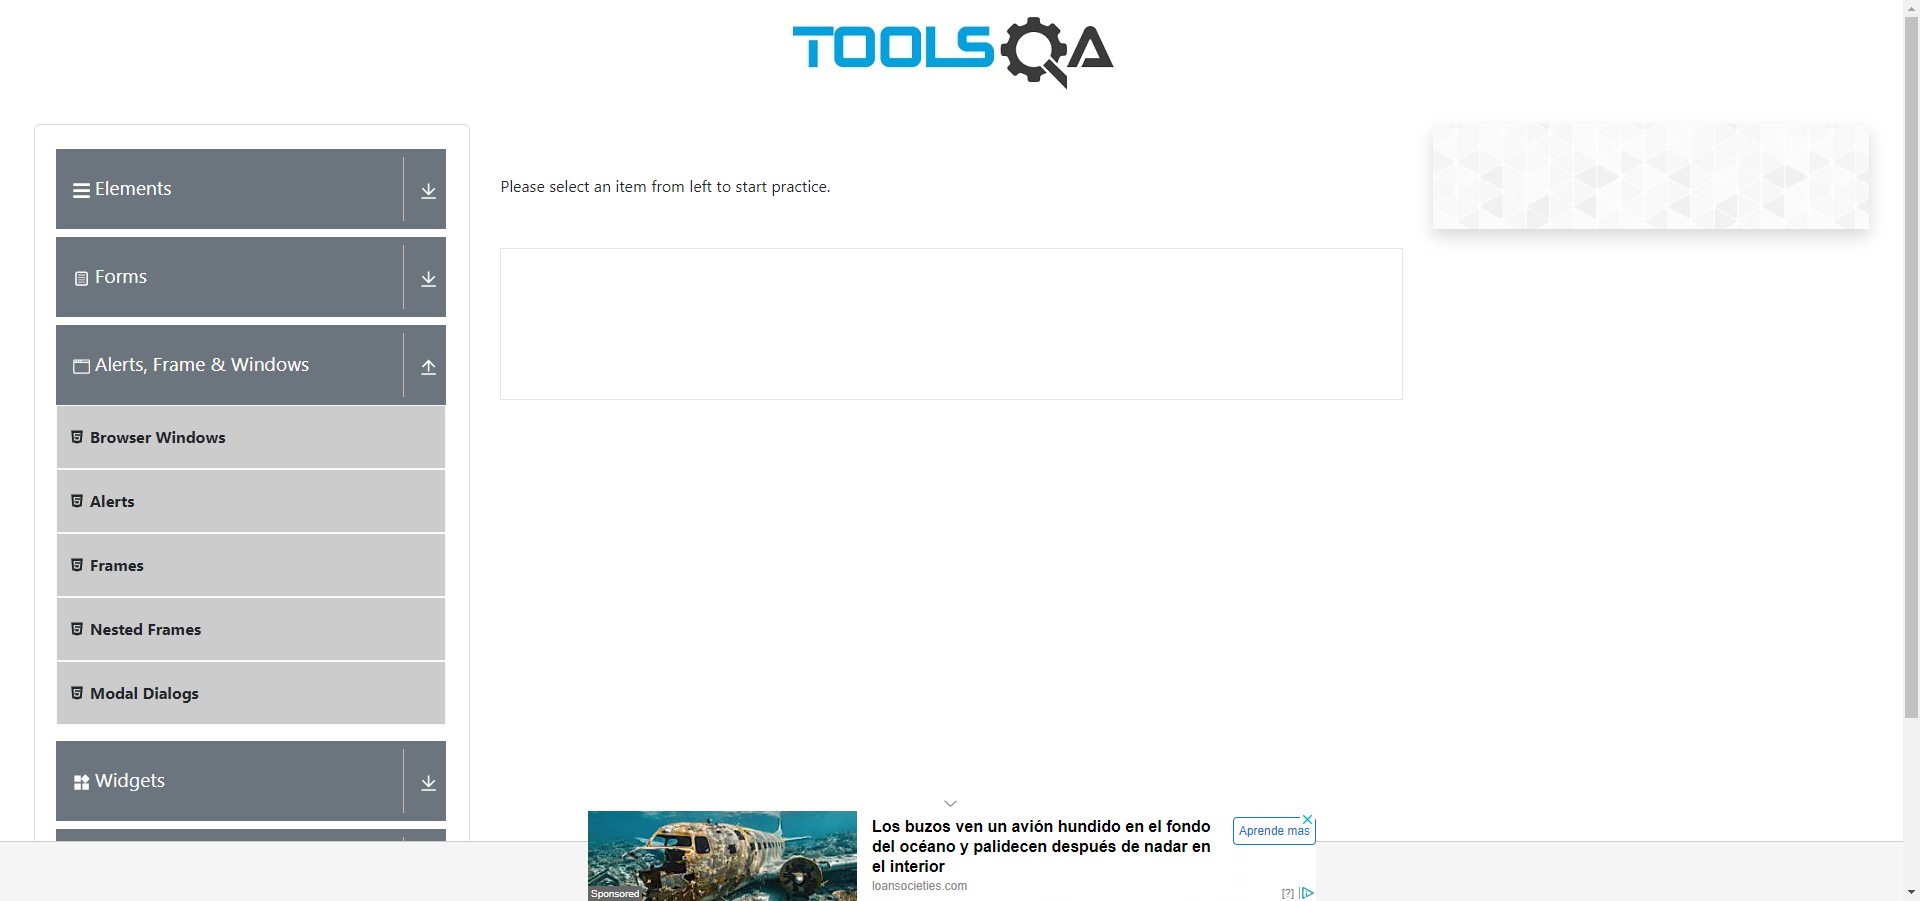 TOOLSQA
Elements
Forms
Alerts, Frame & Windows
Browser Windows
Alerts
Frames
Nested Frames
Modal Dialogs
Widgets
Please select an item from left to start practice.
Sponsored
Los buzos ven un avión hundido en el fondo
del océano y palidecen después de nadar en
el interior
loansocieties.com
Aprende mas
[?]